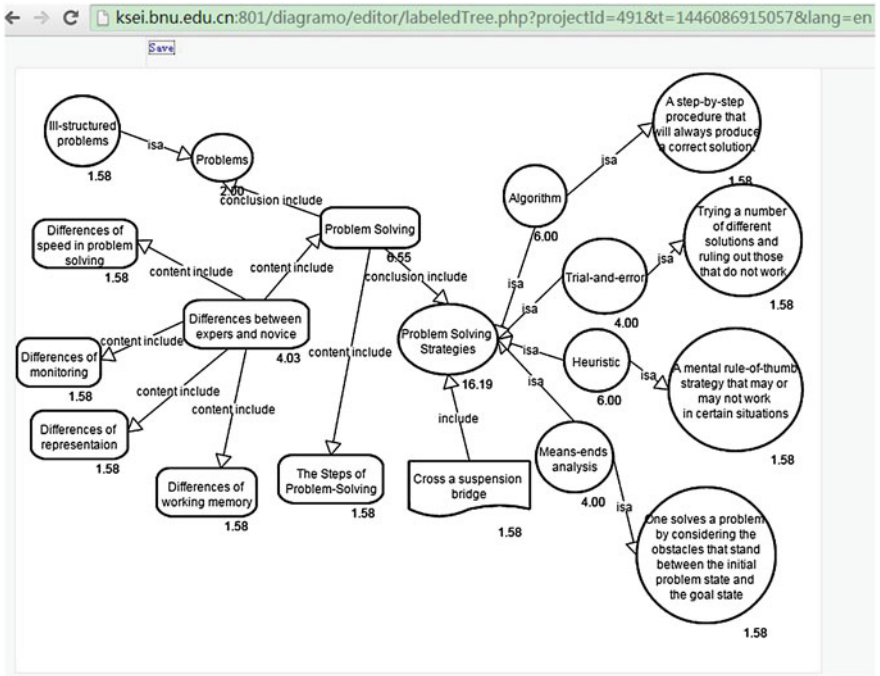 ksei.bnu.edu.cn:801/diagramo/editor/labeledTree.php?projectId=491&t=1446086915057&lang=en
Save
Ill-structured
problems
1.58
isa
Problems
2.00
conclusion include
Problem Solving
6.55
Differences of
speed in problem
solving
1.58
content include
content include
Differences between
expers and novice
4.03
content include
Differences of
monitoring
1.58
content include
Differences of
representaion
1.58
content include
Differences of
working memory
1.58
content include
The Steps of
Problem-Solving
1.58
conclusion include
Problem Solving
Strategies
16.19
include
Cross a suspension
bridge
1.58
Algorithm
6.00
isa
isa
A step-by-step
procedure that
will always produce
a correct solution.
1.58
Trial-and-error
4.00
isa
isa
Trying a number
of different
solutions and
ruling out those
that do not work
1.58
Heuristic
6.00
isa
isa
A mental rule-of-thumb
strategy that may or
may not work
in certain situations
1.58
Means-ends
analysis
4.00
isa
isa
One solves a problem
by considering the
obstacles that stand
between the initial
problem state and
the goal state
1.58